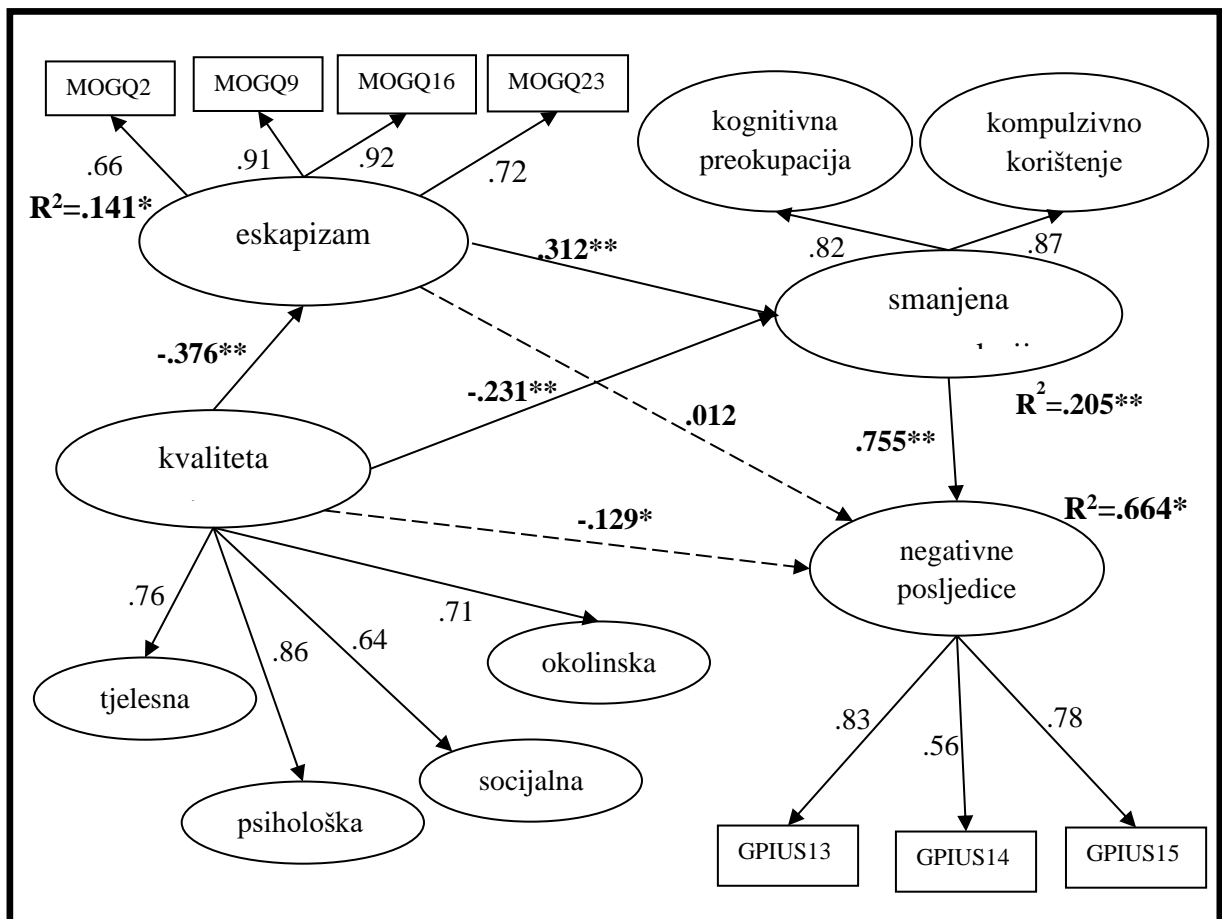 MOGQ2
MOGQ9
MOGQ16
MOGQ23
kognitivna
preokupacija
kompulzivno
korištenje
.66
.91
.92
.72
R²=.141*
eskapizam
.82
.87
.312**
smanjena
-.376**
-.231**
.012
R²=.205**
.755**
kvaliteta
-.129*
R²=.664*
negativne
posljedice
.76
.86
.64
.71
okolinska
tjelesna
socijalna
psihološka
.83
.56
.78
GPIUS13
GPIUS14
GPIUS15